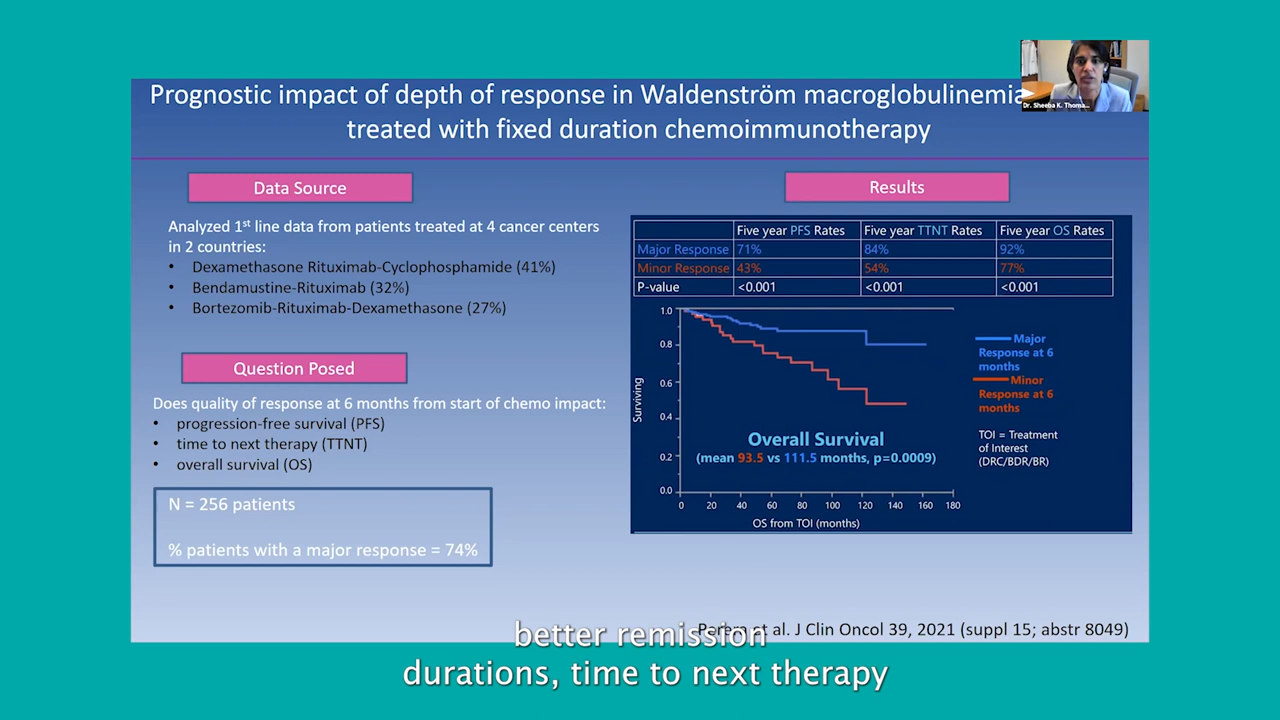 Prognostic impact of depth of response in Waldenström macroglobulinemia
treated with fixed duration chemoimmunotherapy
Dr. Sheeba K. Thoma...
Data Source
Analyzed 1st line data from patients treated at 4 cancer centers
in 2 countries:
• Dexamethasone Rituximab-Cyclophosphamide (41%)
• Bendamustine-Rituximab (32%)
• Bortezomib-Rituximab-Dexamethasone (27%)
Question Posed
Does quality of response at 6 months from start of chemo impact:
• progression-free survival (PFS)
• time to next therapy (TTNT)
• overall survival (OS)
N = 256 patients
% patients with a major response = 74%
Results
Five year PFS Rates Five year TTNT Rates Five year OS Rates
Major Response 71% 84% 92%
Minor Response 43% 54% 77%
P-value <0.001 <0.001 <0.001
1.0
0.8
0.6
0.4
0.2
0.0
Surviving
0 20 40 60 80 100 120 140 160 180
OS from TOI (months)
Overall Survival
(mean 93.5 vs 111.5 months, p=0.0009)
Major
Response at 6
months
Minor
Response at 6
months
TOI = Treatment
of Interest
(DRC/BDR/BR)
et al. J Clin Oncol 39, 2021 (suppl 15; abstr 8049)
better remission
durations, time to next therapy